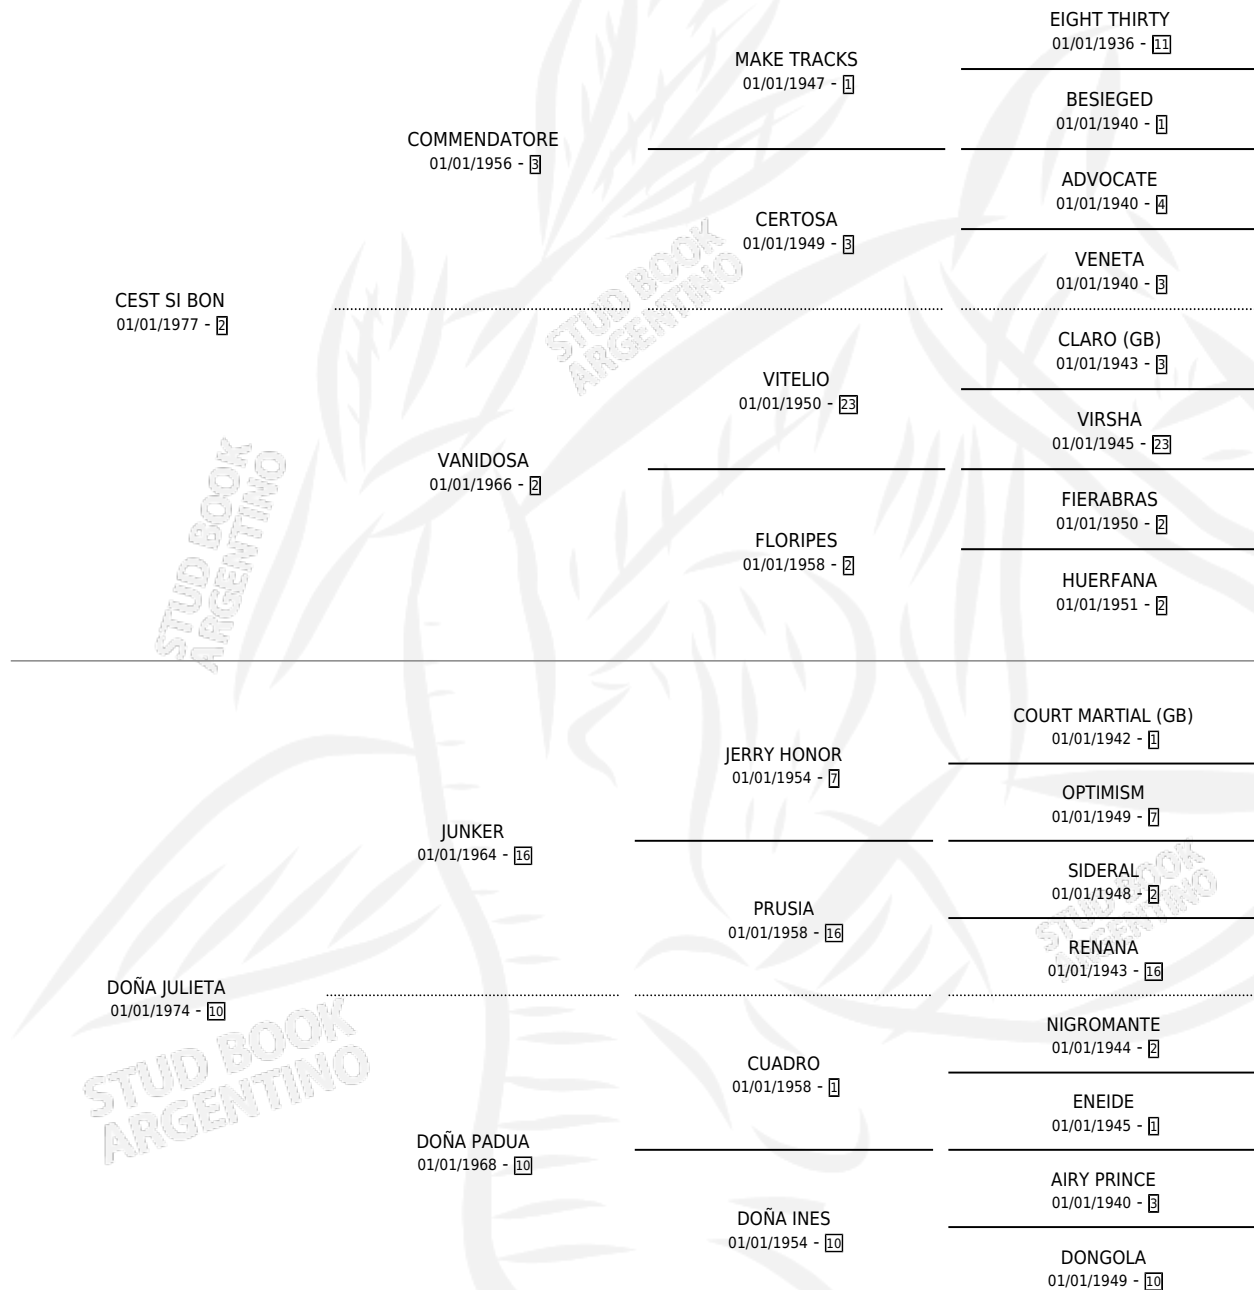 EIGHT THIRTY
01/01/1936 - 11
MAKE TRACKS
01/01/1947 - 1
BESIEGED
01/01/1940 - 1
COMMENDATORE
01/01/1956 - 3
ADVOCATE
01/01/1940 - 4
CERTOSA
01/01/1949 - 3
VENETA
01/01/1940 - 3
CEST SI BON
01/01/1977 - 2
CLARO (GB)
01/01/1943 - 3
VITELIO
01/01/1950 - 23
VIRSHA
01/01/1945 - 23
VANIDOSA
01/01/1966 - 2
FIERABRAS
01/01/1950 - 2
FLORIPES
01/01/1958 - 2
HUERFANA
01/01/1951 - 2
COURT MARTIAL (GB)
01/01/1942 - 1
JERRY HONOR
01/01/1954 - 7
OPTIMISM
01/01/1949 - 7
JUNKER
01/01/1964 - 16
SIDERAL
01/01/1948 - 2
PRUSIA
01/01/1958 - 16
RENANA
01/01/1943 - 16
DOÑA JULIETA
01/01/1974 - 10
NIGROMANTE
01/01/1944 - 2
CUADRO
01/01/1958 - 1
ENEIDE
01/01/1945 - 1
DOÑA PADUA
01/01/1968 - 10
AIRY PRINCE
01/01/1940 - 3
DOÑA INES
01/01/1954 - 10
DONGOLA
01/01/1949 - 10
STUD BOOK
ARGENTINO
STUD BOOK
ARGENTINO
STUD BOOK
ARGENTINO
STUD BOOK
ARGENTINO